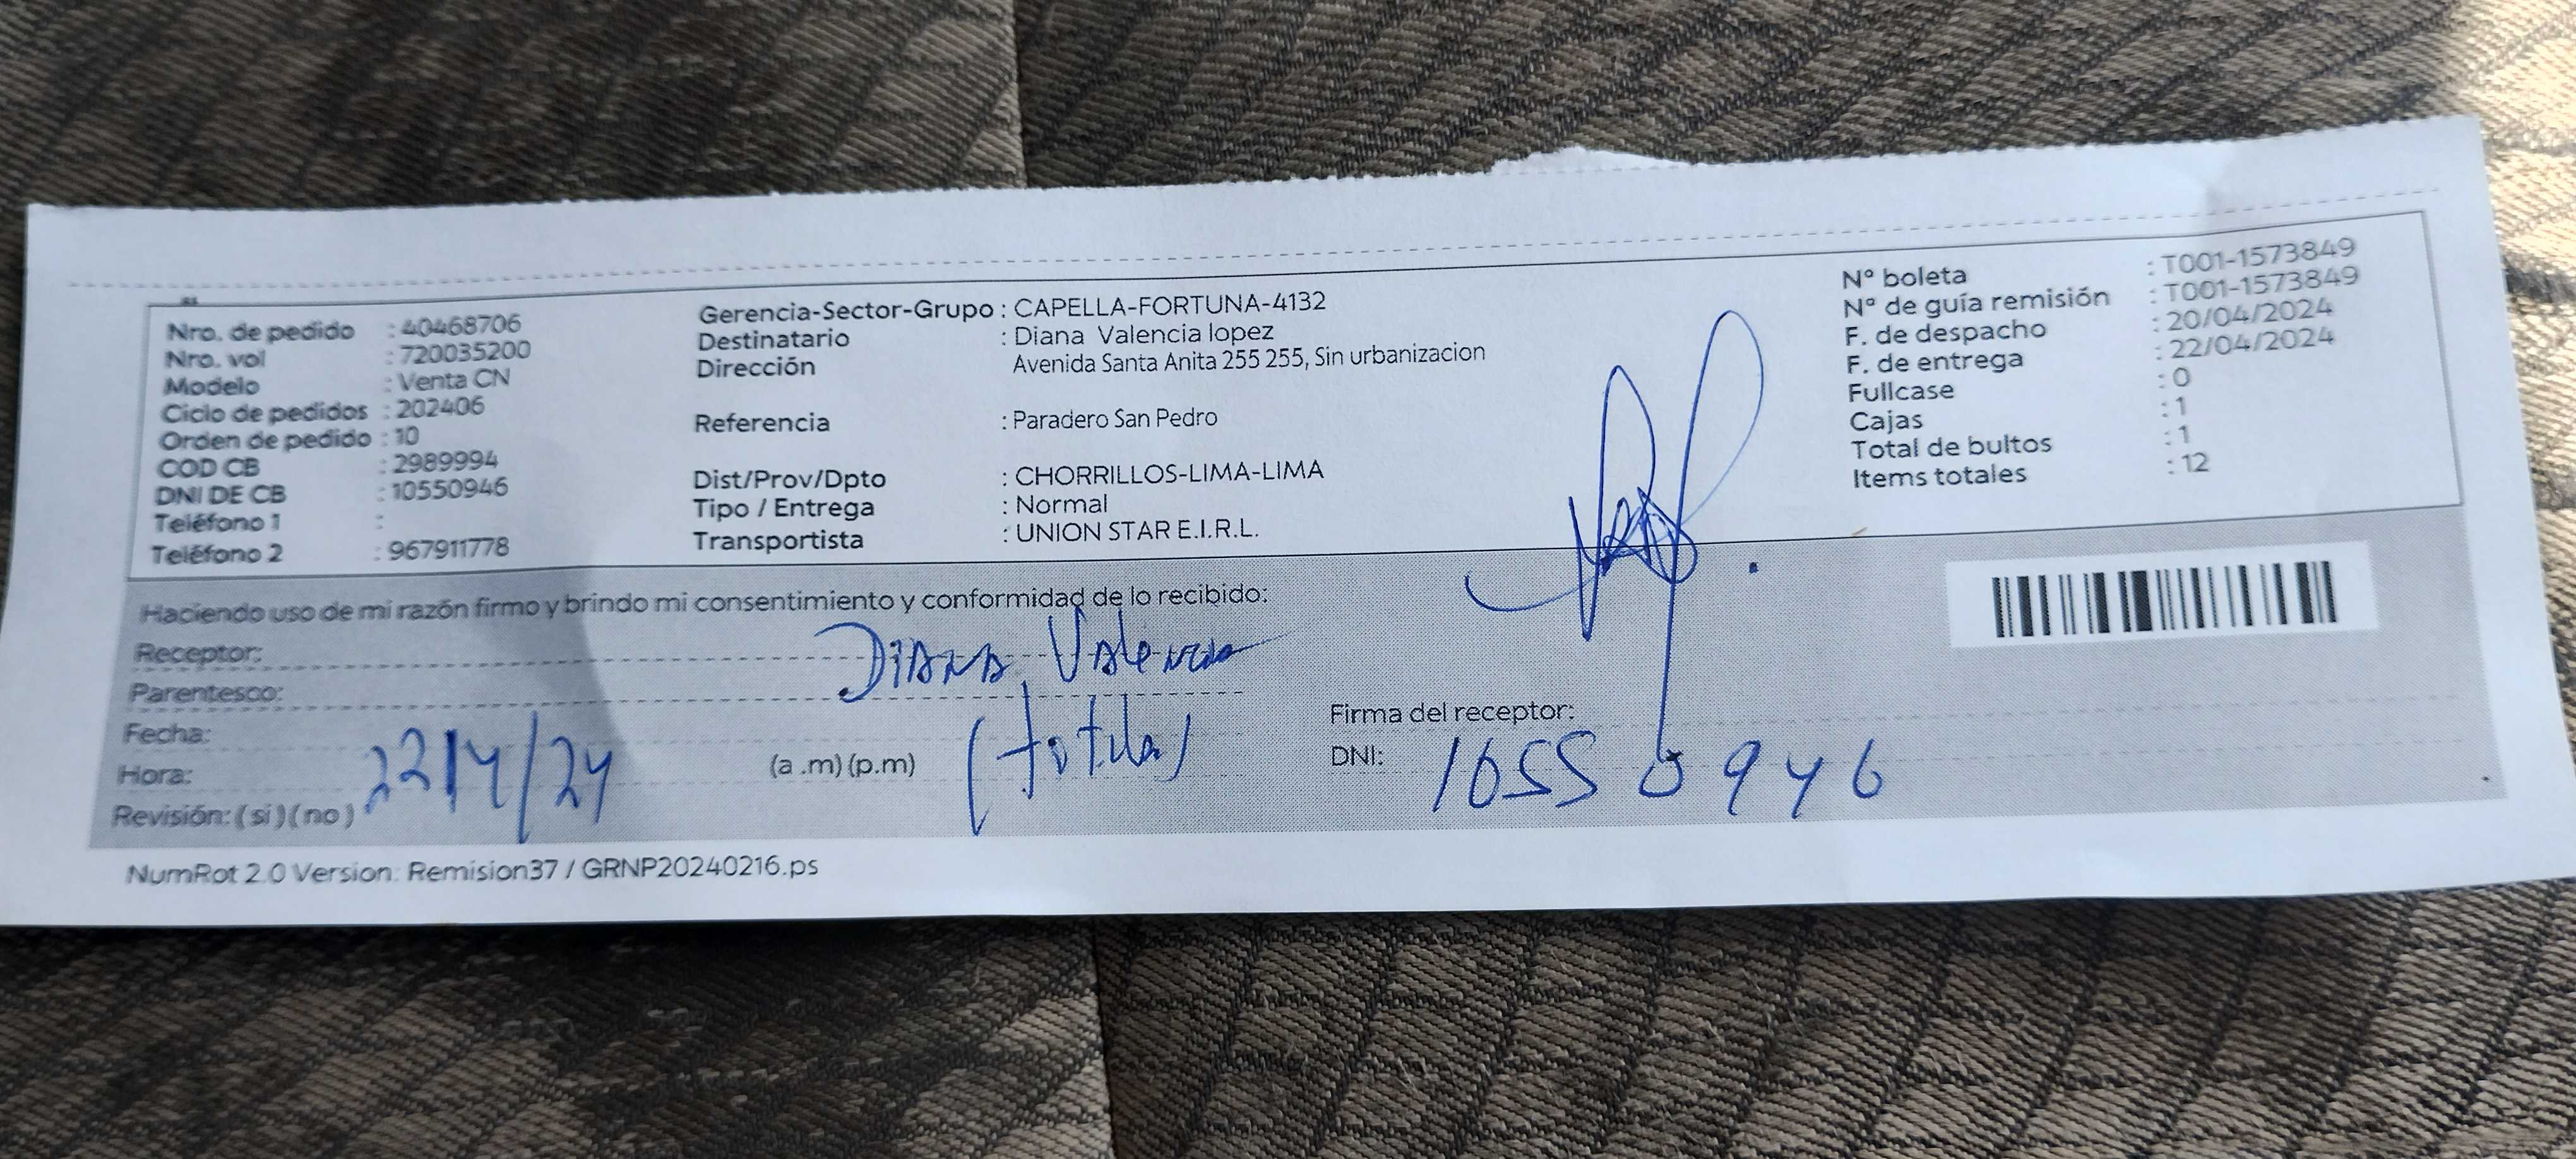 Nro. de pedido : 40468706
Nro. vol : 720035200
Modelo : Venta CN
Ciclo de pedidos : 202406
Orden de pedido : 10
COD CB : 2989994
DNI DE CB : 10550946
Teléfono 1 :
Teléfono 2 : 967911778
Gerencia-Sector-Grupo : CAPELLA-FORTUNA-4132
Destinatario : Diana Valencia lopez
Dirección Avenida Santa Anita 255 255, Sin urbanizacion
Referencia : Paradero San Pedro
Dist/Prov/Dpto : CHORRILLOS-LIMA-LIMA
Tipo / Entrega : Normal
Transportista : UNION STAR E.I.R.L.
N° boleta : T001-1573849
N° de guía remisión : T001-1573849
F. de despacho : 20/04/2024
F. de entrega : 22/04/2024
Fullcase : 0
Cajas : 1
Total de bultos : 1
Items totales : 12
Haciendo uso de mi razón firmo y brindo mi consentimiento y conformidad de lo recibido:
Receptor: Diana Valencia
Parentesco:
Fecha: 22/4/24
Hora: (a .m) (p.m)
Revisión: ( si ) ( no )
Firma del receptor:
DNI: 10550946
NumRot 2.0 Version: Remision37 / GRNP20240216.ps